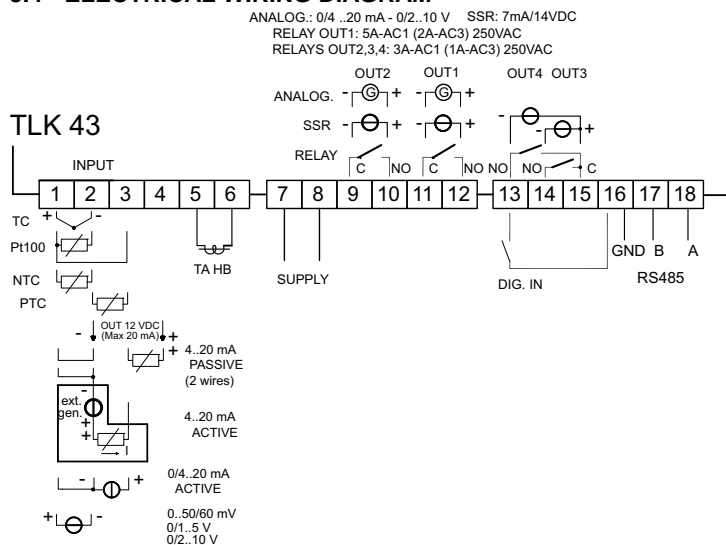 ANALOG.: 0/4 ..20 mA - 0/2..10 V SSR: 7mA/14VDC
RELAY OUT1: 5A-AC1 (2A-AC3) 250VAC
RELAYS OUT2,3,4: 3A-AC1 (1A-AC3) 250VAC
OUT2 OUT1 OUT4 OUT3
ANALOG. - G + - G +
SSR - + - + - - +
TLK 43
RELAY C NO C NO NO NO C
INPUT
1 2 3 4 5 6 7 8 9 10 11 12 13 14 15 16 17 18
TC + -
Pt100
TA HB
SUPPLY
GND B A
RS485
DIG. IN
NTC
PTC
OUT 12 VDC
(Max 20 mA)
- +
+ 4..20 mA
PASSIVE
(2 wires)
-
ext.
gen.
+
+
I
4..20 mA
ACTIVE
- + 0/4..20 mA
ACTIVE
+ - 0..50/60 mV
0/1..5 V
0/2..10 V